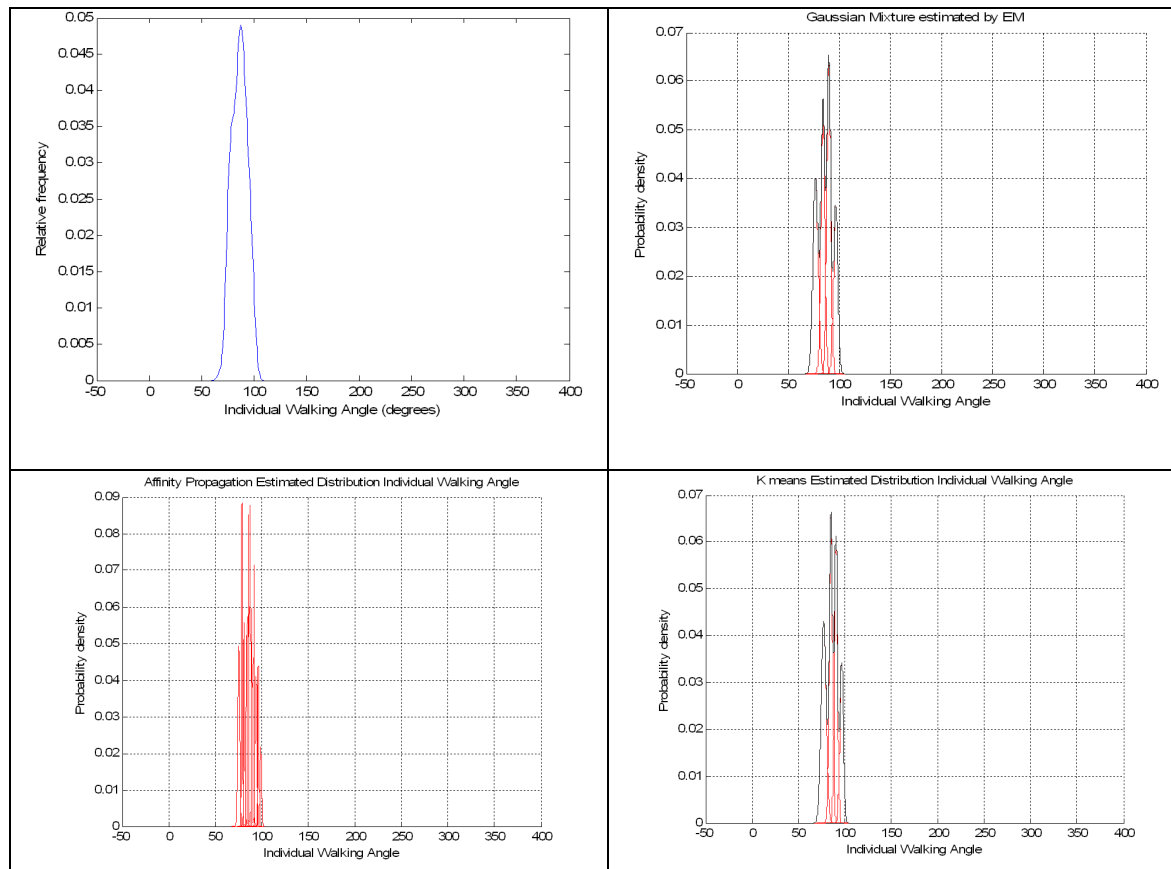 0.05
0.045
0.04
0.035
0.03
0.025
0.02
0.015
0.01
0.005
0
Relative frequency
-50 0 50 100 150 200 250 300 350 400
Individual Walking Angle (degrees)
Gaussian Mixture estimated by EM
0.07
0.06
0.05
0.04
0.03
0.02
0.01
0
Probability density
-50 0 50 100 150 200 250 300 350 400
Individual Walking Angle
Affinity Propagation Estimated Distribution Individual Walking Angle
0.09
0.08
0.07
0.06
0.05
0.04
0.03
0.02
0.01
0
Probability density
-50 0 50 100 150 200 250 300 350 400
Individual Walking Angle
K means Estimated Distribution Individual Walking Angle
0.07
0.06
0.05
0.04
0.03
0.02
0.01
0
Probability density
-50 0 50 100 150 200 250 300 350 400
Individual Walking Angle